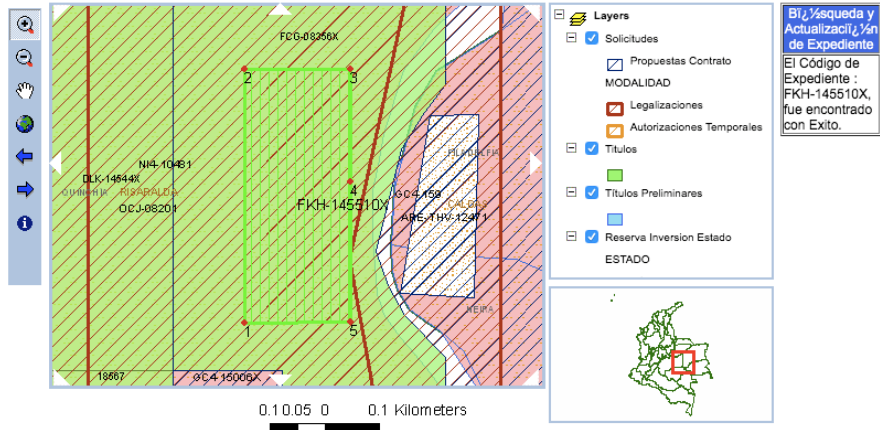 FCG-08356X
2
3
NI4-10481
DLK-14544X
QUINCHIA RISARALDA
OCJ-08201
4
FKH-145510X
FILADELFIA
GC4-159
CALDAS
ARE-THV-12471
NEIRA
1
5
18567
GC4-15006X
0.1 0.05 0 0.1 Kilometers
Layers
Solicitudes
Propuestas Contrato
MODALIDAD
Legalizaciones
Autorizaciones Temporales
Titulos
Títulos Preliminares
Reserva Inversion Estado
ESTADO
Bï¿½squeda y
Actualizaciï¿½n
de Expediente
El Código de
Expediente :
FKH-145510X,
fue encontrado
con Exito.